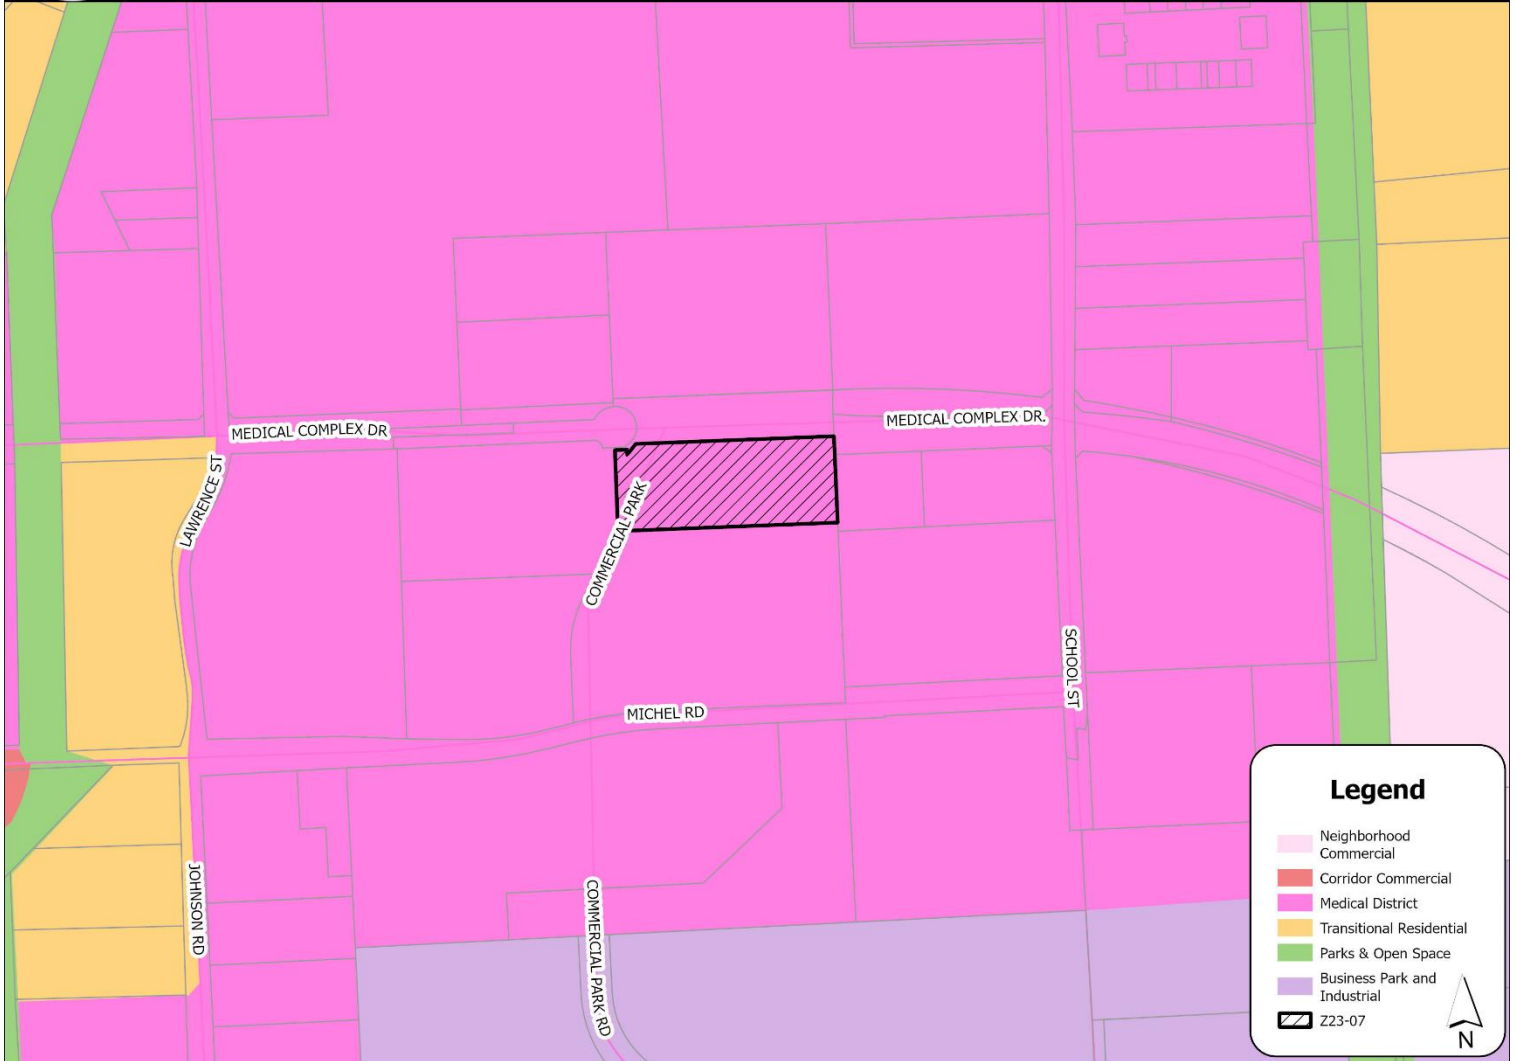 MEDICAL COMPLEX DR
MEDICAL COMPLEX DR.
LAWRENCE ST
COMMERCIAL PARK
SCHOOL ST
MICHEL RD
JOHNSON RD
COMMERCIAL PARK RD
Legend
Neighborhood
Commercial
Corridor Commercial
Medical District
Transitional Residential
Parks & Open Space
Business Park and
Industrial
Z23-07
N